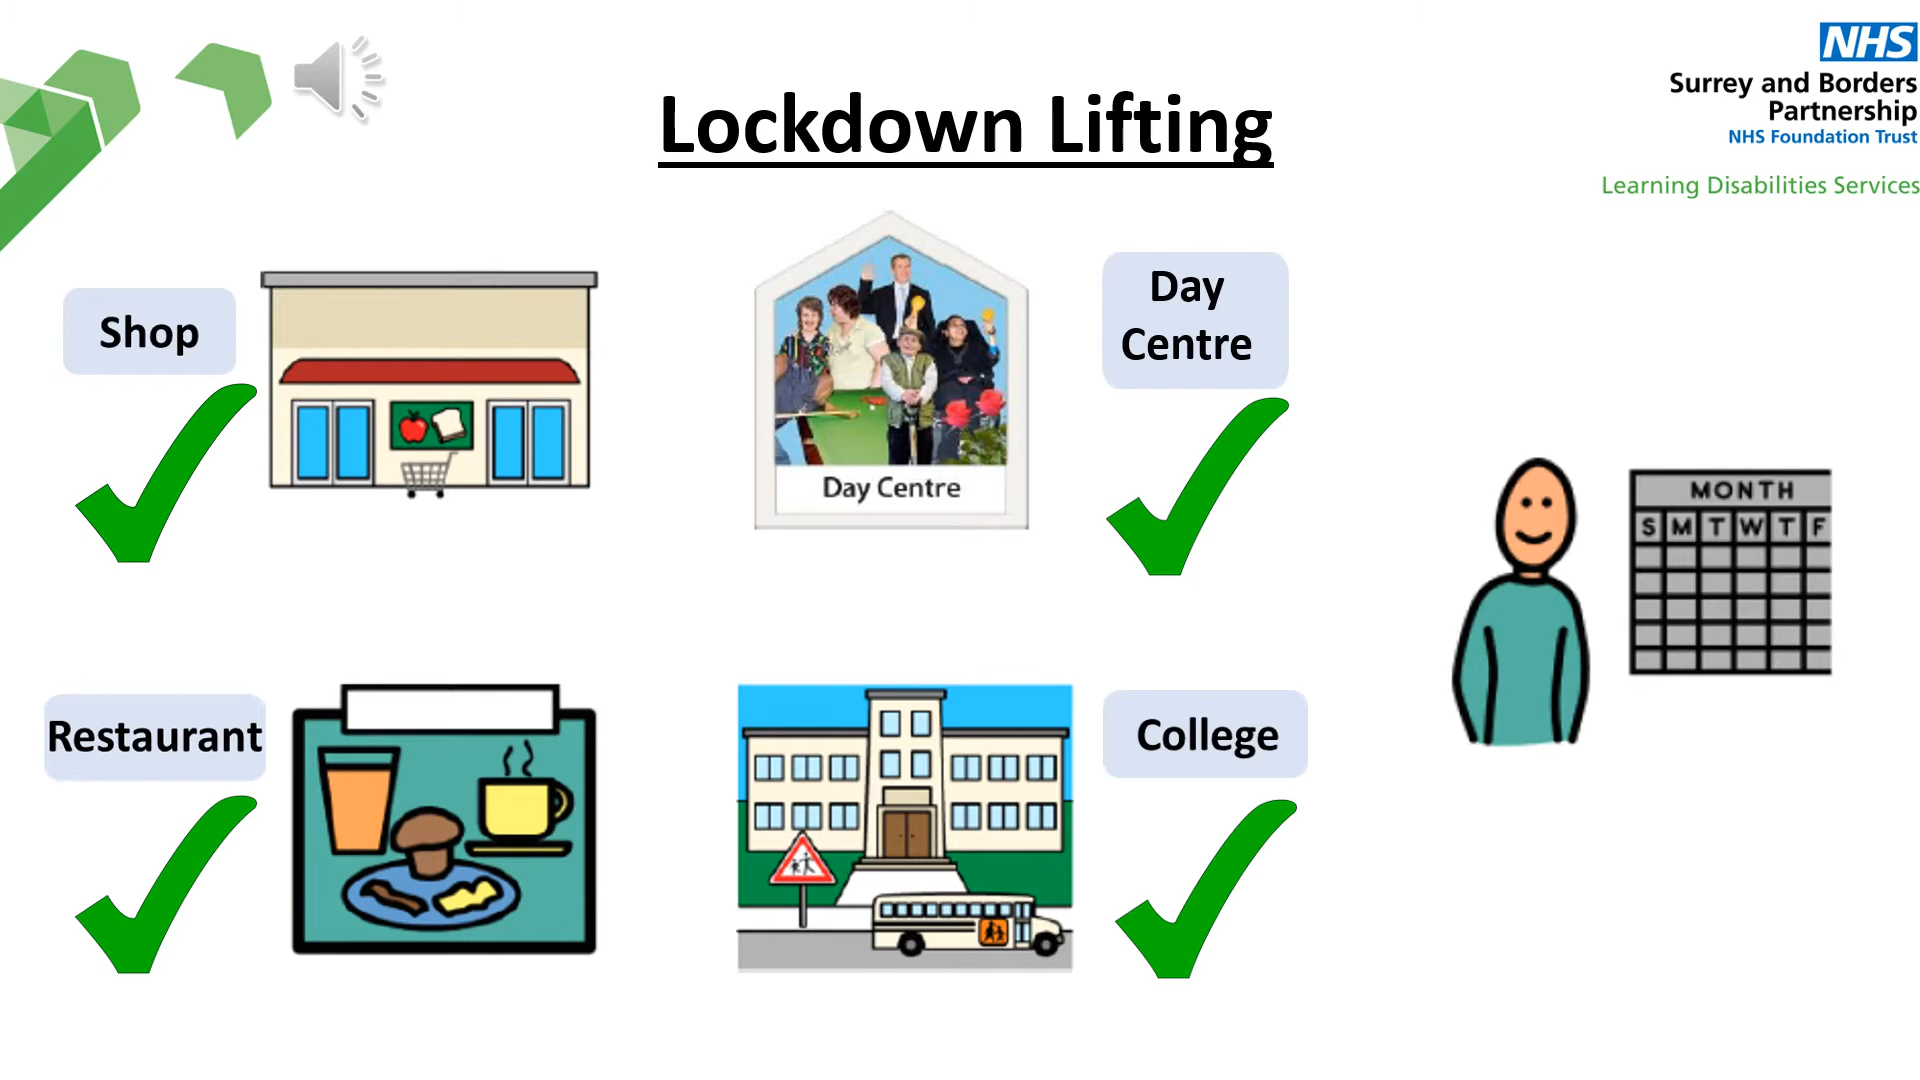 NHS
Surrey and Borders
Partnership
NHS Foundation Trust
Learning Disabilities Services
Lockdown Lifting
Shop
Day
Centre
Day Centre
MONTH
S M T W T F
Restaurant
College